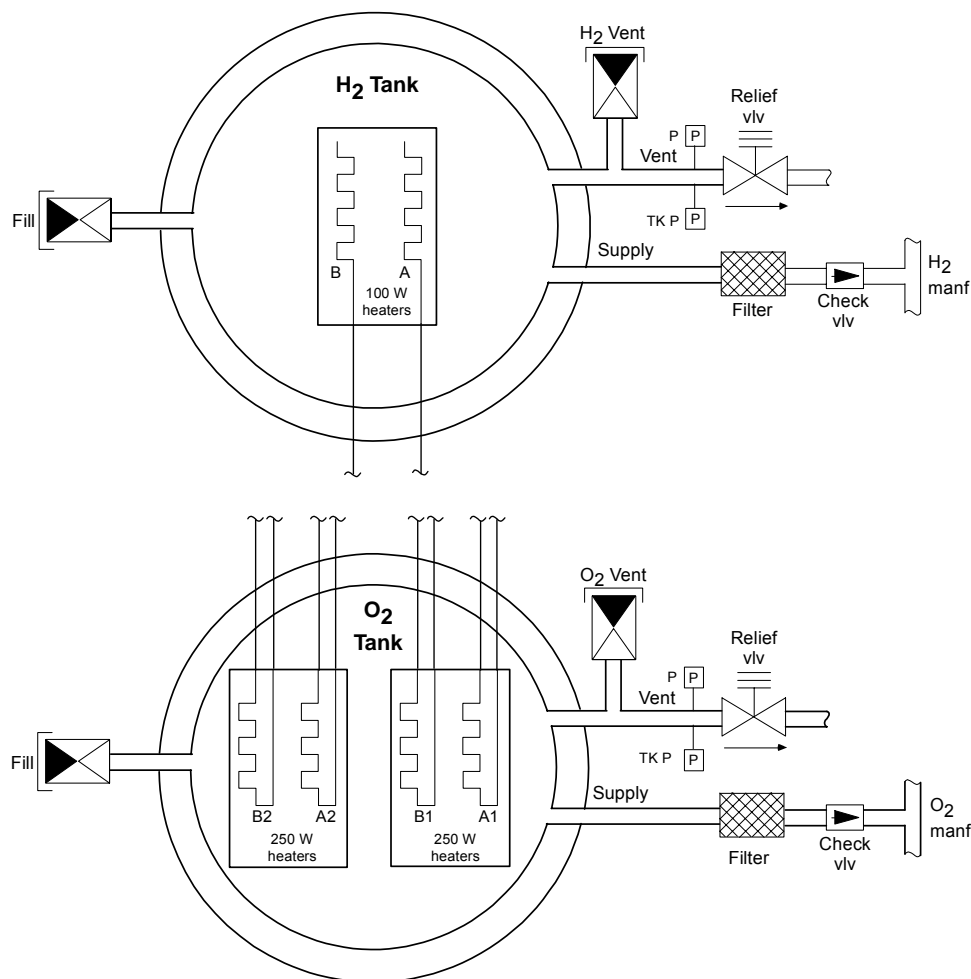 H2 Vent
H2 Tank
Relief
vlv
P P
Vent
Fill
TK P P
Supply
B A
100 W
heaters
H2
manf
Filter
Check
vlv
O2 Vent
O2
Tank
Relief
vlv
P P
Vent
Fill
TK P P
Supply
B2 A2 B1 A1
250 W
heaters
250 W
heaters
O2
manf
Filter
Check
vlv